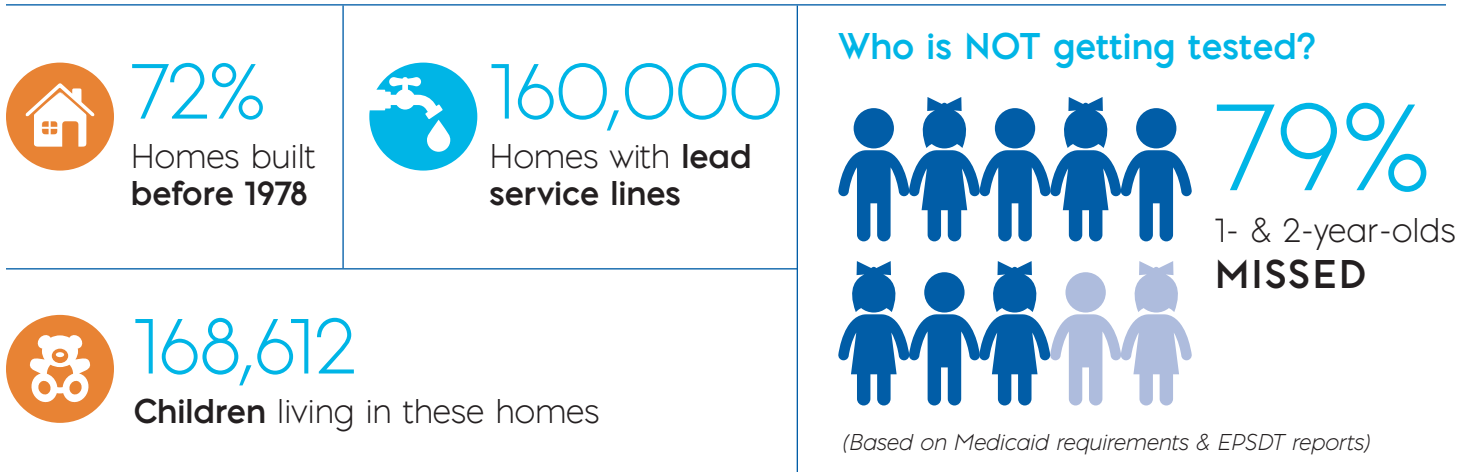 72%
Homes built
before 1978
160,000
Homes with lead
service lines
168,612
Children living in these homes
Who is NOT getting tested?
79%
1- & 2-year-olds
MISSED
(Based on Medicaid requirements & EPSDT reports)